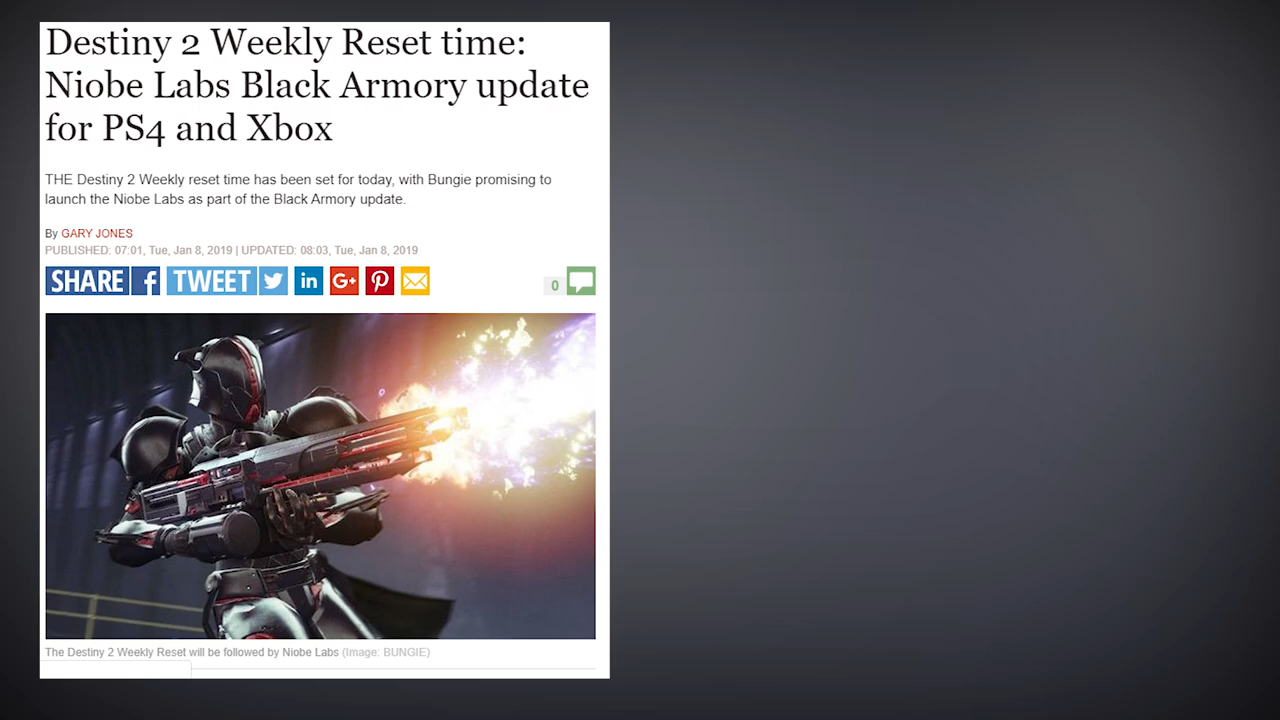 Destiny 2 Weekly Reset time:
Niobe Labs Black Armory update
for PS4 and Xbox
THE Destiny 2 Weekly reset time has been set for today, with Bungie promising to
launch the Niobe Labs as part of the Black Armory update.
By GARY JONES
PUBLISHED: 07:01, Tue, Jan 8, 2019 | UPDATED: 08:03, Tue, Jan 8, 2019
SHARE f TWEET in G+ 0
The Destiny 2 Weekly Reset will be followed by Niobe Labs (Image: BUNGIE)